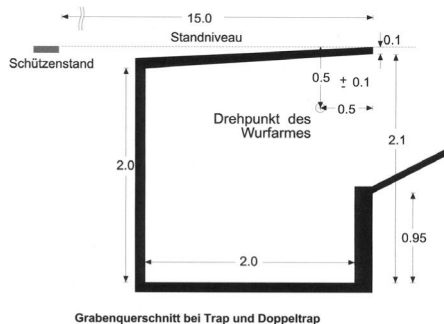 15.0
Standniveau
0.1
Schützenstand
0.5 ± 0.1
0.5
Drehpunkt des
Wurfarmes
2.0
2.1
2.0
0.95
Grabenquerschnitt bei Trap und Doppeltrap